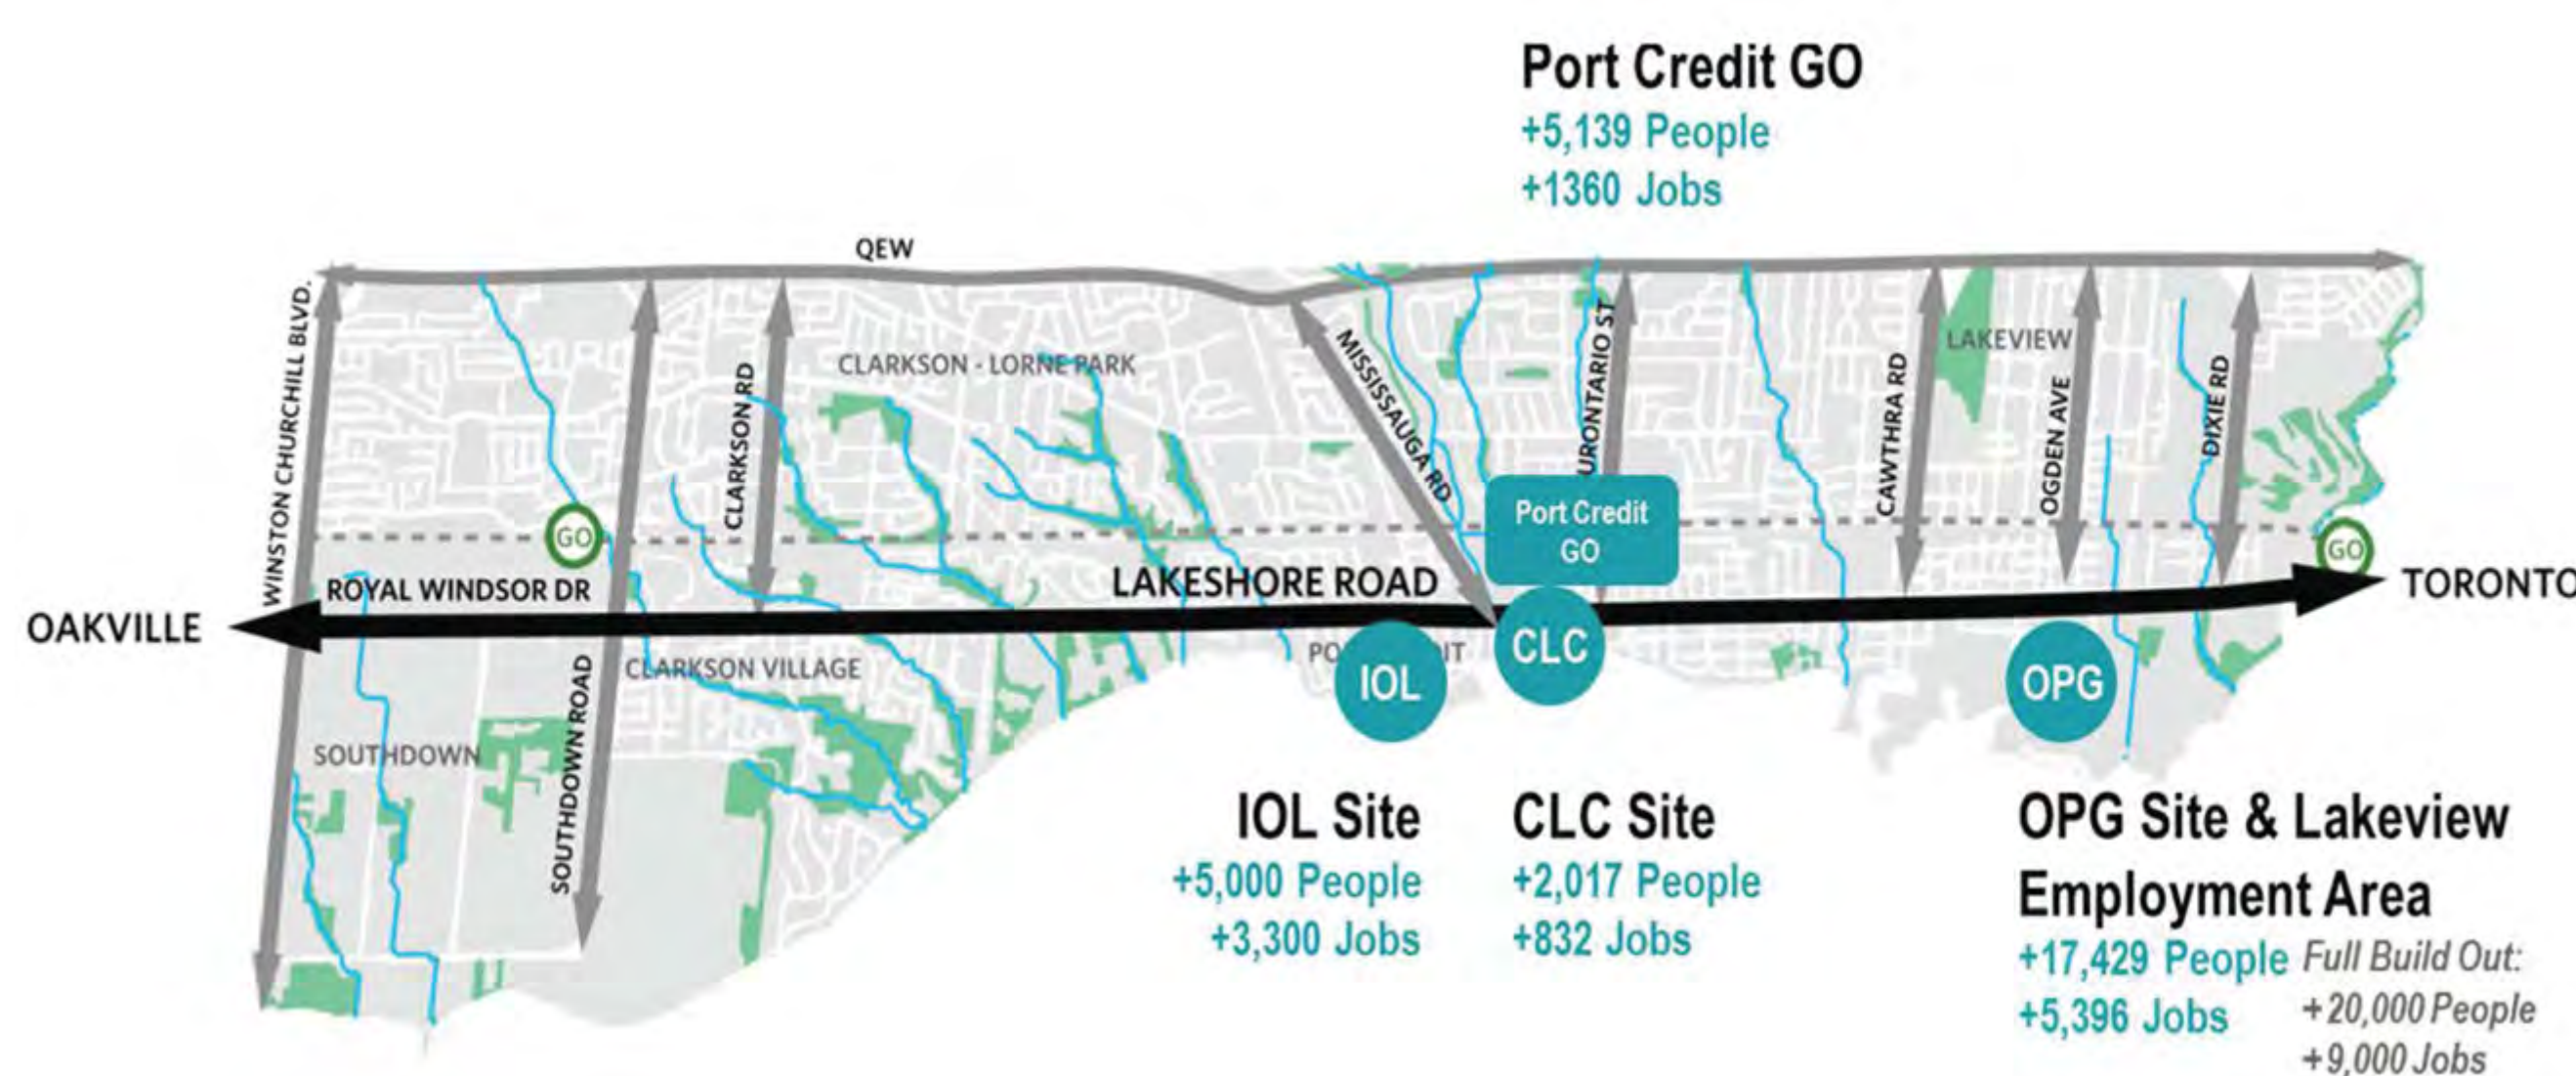 Port Credit GO
+5,139 People
+1360 Jobs
QEW
WINSTON CHURCHILL BLVD.
CLARKSON RD
CLARKSON - LORNE PARK
MISSISSAUGA RD
URONTARIO ST
CAWTHRA RD
LAKEVIEW
OGDEN AVE
DIXIE RD
GO
Port Credit
GO
GO
ROYAL WINDSOR DR
LAKESHORE ROAD
OAKVILLE
TORONTO
CLARKSON VILLAGE
PO IT
IOL
CLC
OPG
SOUTHDOWN
SOUTHDOWN ROAD
IOL Site
+5,000 People
+3,300 Jobs
CLC Site
+2,017 People
+832 Jobs
OPG Site & Lakeview
Employment Area
+17,429 People
+5,396 Jobs
Full Build Out:
+20,000 People
+9,000 Jobs